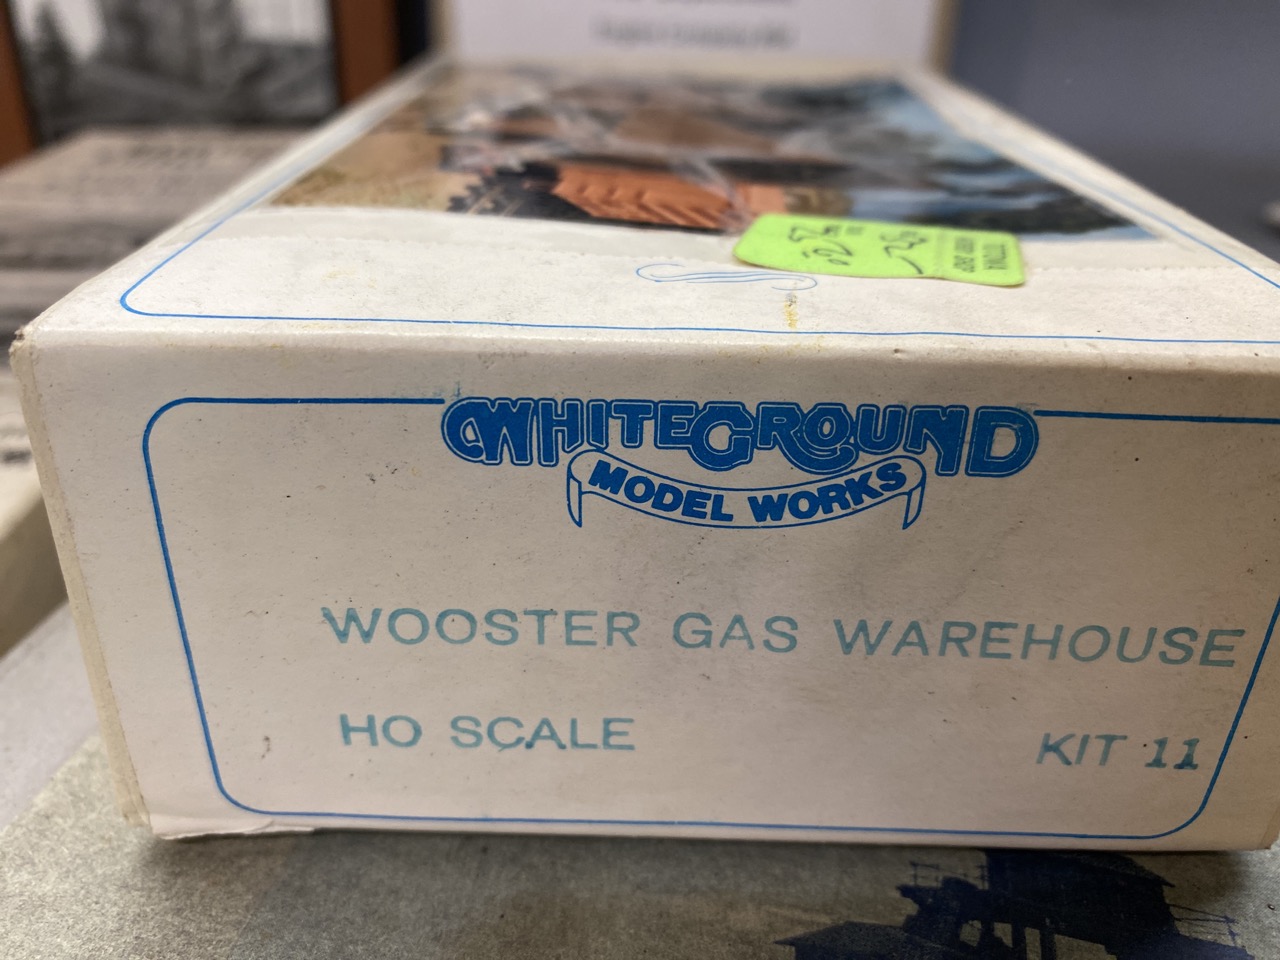 WHITEGROUND
MODEL WORKS
WOOSTER GAS WAREHOUSE
HO SCALE
KIT 11